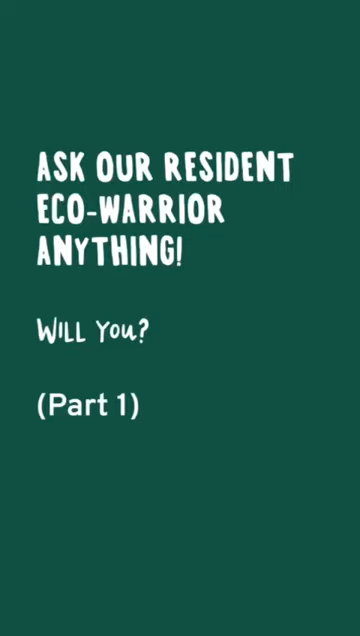 ASK OUR RESIDENT
ECO-WARRIOR
ANYTHING!
WILL YOU?
(Part 1)